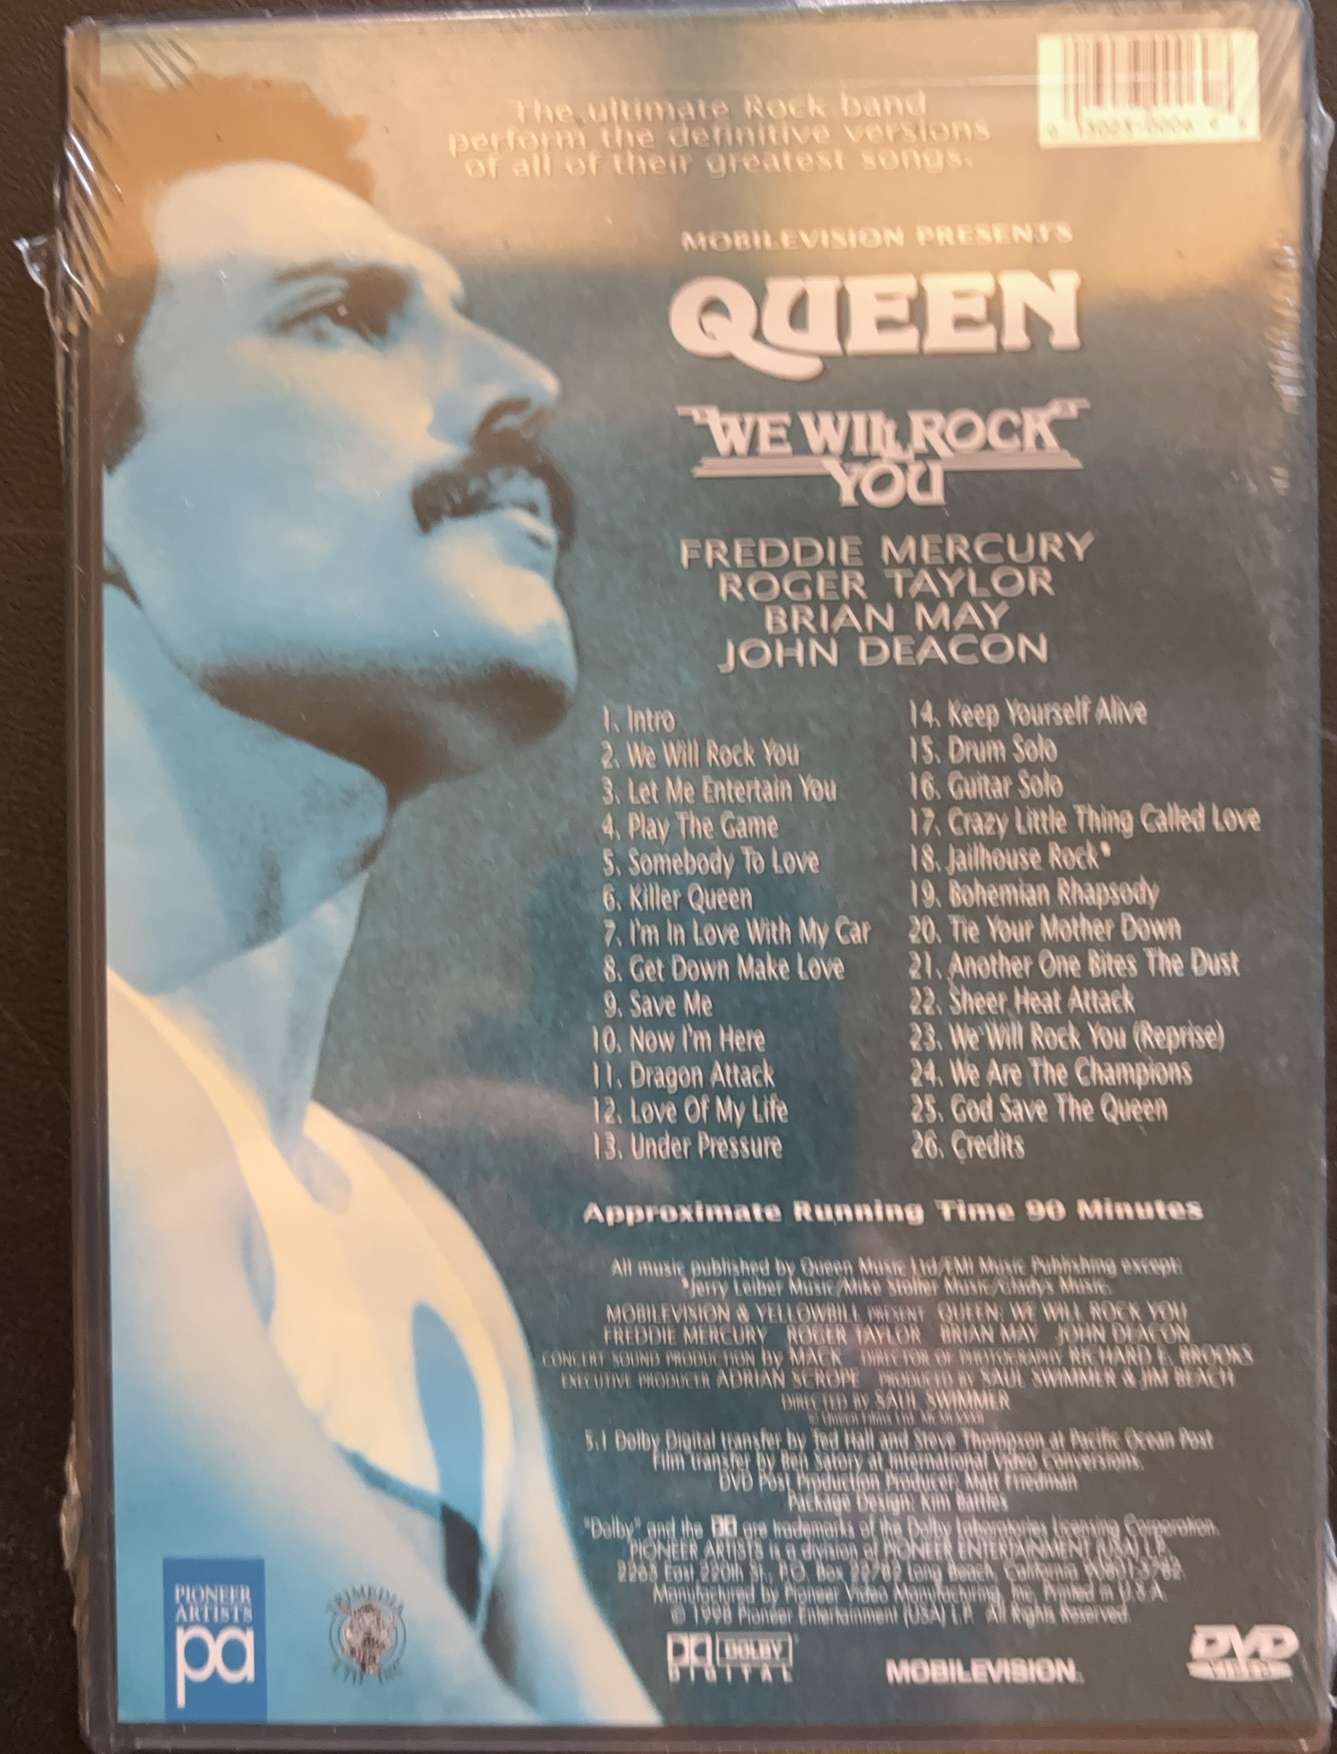 The ultimate Rock band
perform the definitive versions
of all of their greatest songs.
MOBILEVISION PRESENTS
QUEEN
WE WILL ROCK
YOU
FREDDIE MERCURY
ROGER TAYLOR
BRIAN MAY
JOHN DEACON
1. Intro
2. We Will Rock You
3. Let Me Entertain You
4. Play The Game
5. Somebody To Love
6. Killer Queen
7. I'm In Love With My Car
8. Get Down Make Love
9. Save Me
10. Now I'm Here
11. Dragon Attack
12. Love Of My Life
13. Under Pressure
14. Keep Yourself Alive
15. Drum Solo
16. Guitar Solo
17. Crazy Little Thing Called Love
18. Jailhouse Rock*
19. Bohemian Rhapsody
20. Tie Your Mother Down
21. Another One Bites The Dust
22. Sheer Heat Attack
23. We Will Rock You (Reprise)
24. We Are The Champions
25. God Save The Queen
26. Credits
Approximate Running Time 90 Minutes
All music published by Queen Music Ltd/EMI Music Publishing except:
*Jerry Leiber Music/Mike Stoller Music/Gladys Music.
MOBILEVISION & YELLOWBILL PRESENT QUEEN: WE WILL ROCK YOU
FREDDIE MERCURY ROGER TAYLOR BRIAN MAY JOHN DEACON
CONCERT SOUND PRODUCTION by MACK DIRECTOR OF PHOTOGRAPHY RICHARD E. BROOKS
EXECUTIVE PRODUCER ADRIAN SCROPE PRODUCED BY SAUL SWIMMER & JIM BEACH
DIRECTED BY SAUL SWIMMER
© Queen Films Ltd.
5.1 Dolby Digital transfer by Ted Hall and Steve Thompson at Pacific Ocean Post
Film transfer by Ben Satory at International Video Conversions.
DVD Post Production Producer: Matt Friedman
Package Design: Kim Battles
"Dolby" and the are trademarks of the Dolby Laboratories Licensing Corporation.
PIONEER ARTISTS is a division of PIONEER ENTERTAINMENT (USA) L.P.
2265 East 220th St., P.O. Box 22782 Long Beach, California
Manufactured by Pioneer Video Manufacturing, Inc. Printed in U.S.A.
© 1998 Pioneer Entertainment (USA) L.P. All Rights Reserved.
PIONEER
ARTISTS
pa
DOLBY
DIGITAL
MOBILEVISION
DVD